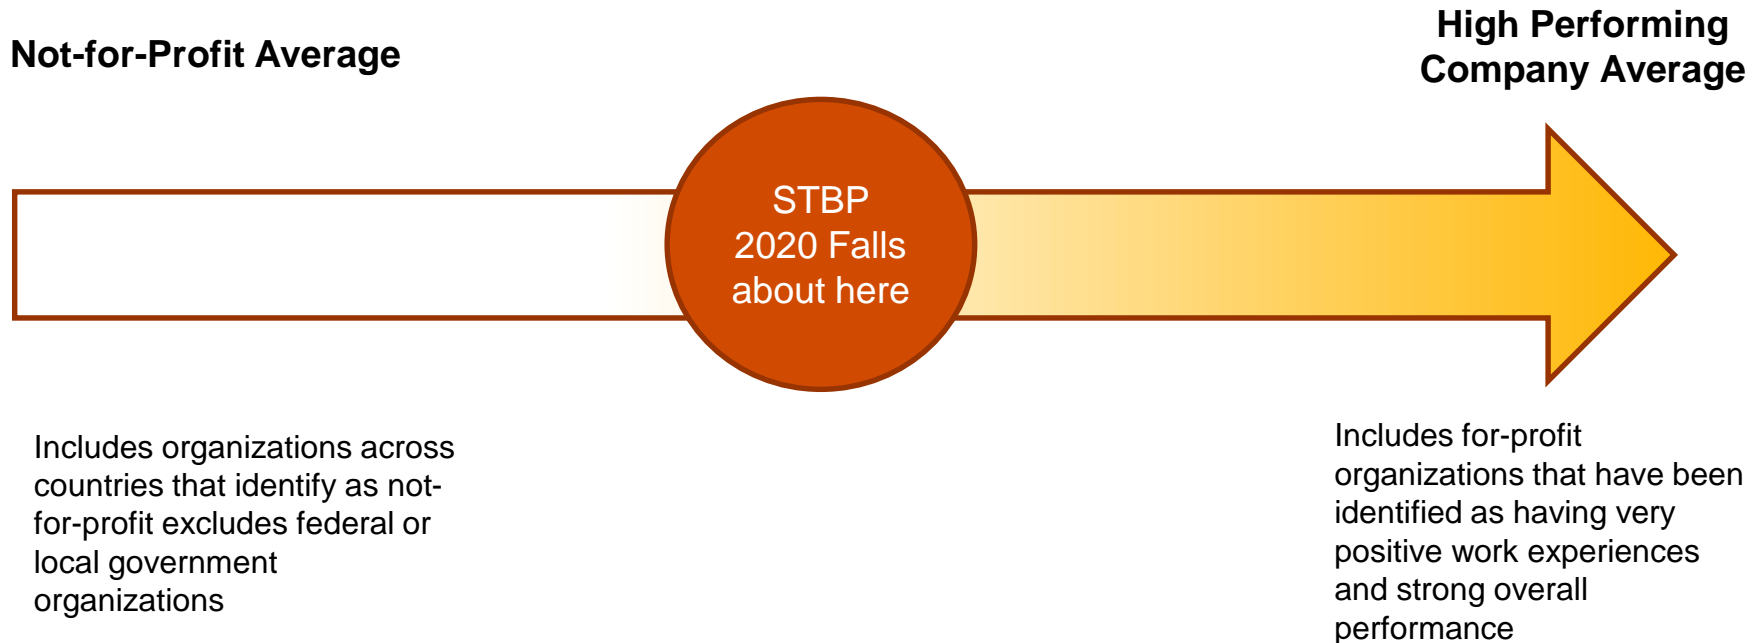 Not-for-Profit Average
High Performing
Company Average
STBP
2020 Falls
about here
Includes organizations across
countries that identify as not-
for-profit excludes federal or
local government
organizations
Includes for-profit
organizations that have been
identified as having very
positive work experiences
and strong overall
performance